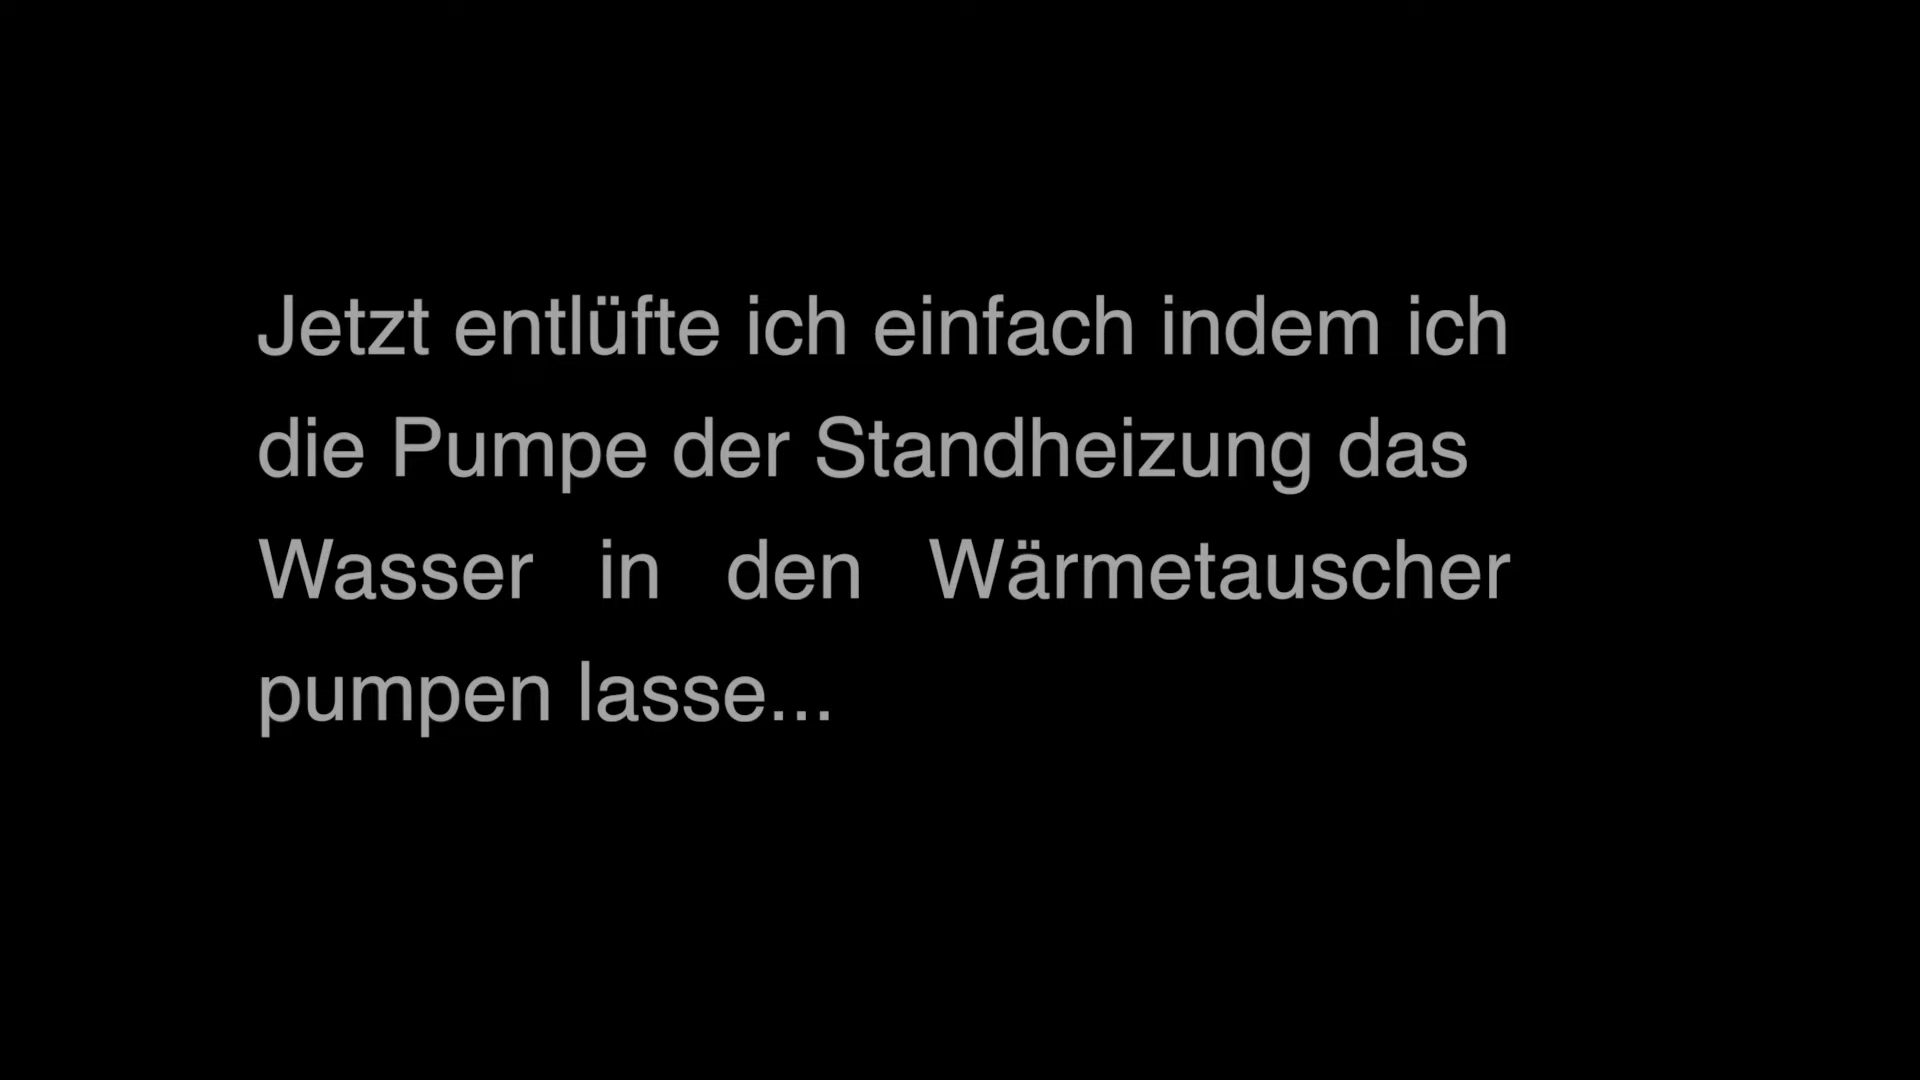 Jetzt entlüfte ich einfach indem ich
die Pumpe der Standheizung das
Wasser in den Wärmetauscher
pumpen lasse...